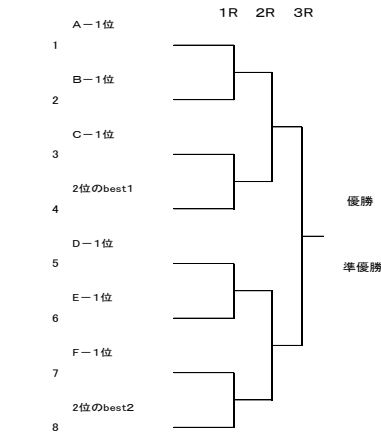 1R 2R 3R
A－1位
1
B－1位
2
C－1位
3
2位のbest1
4
優勝
D－1位
5
準優勝
E－1位
6
F－1位
7
2位のbest2
8